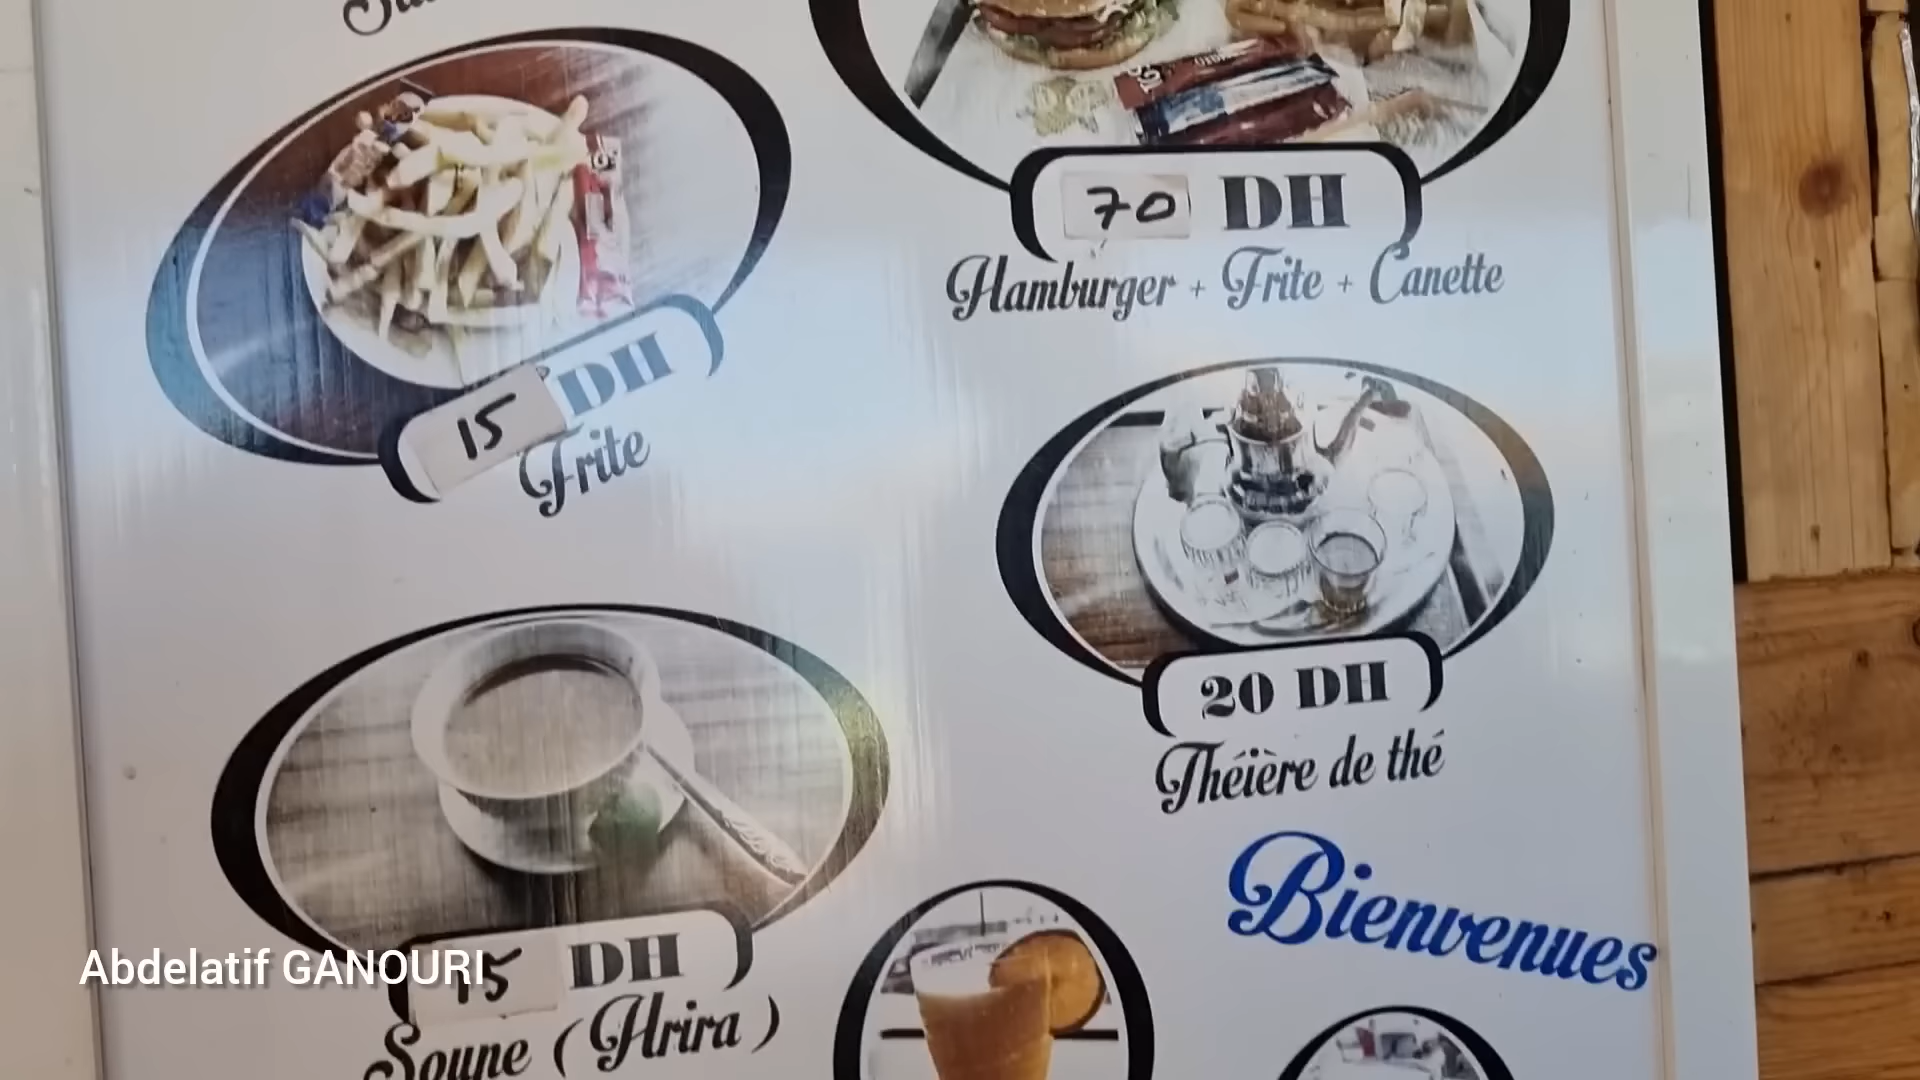 70 DH
Hamburger + Frite + Canette
15 DH
Frite
20 DH
Théière de thé
Bienvenues
Abdelatif GANOURI
15 DH
Soupe ( Hrira )